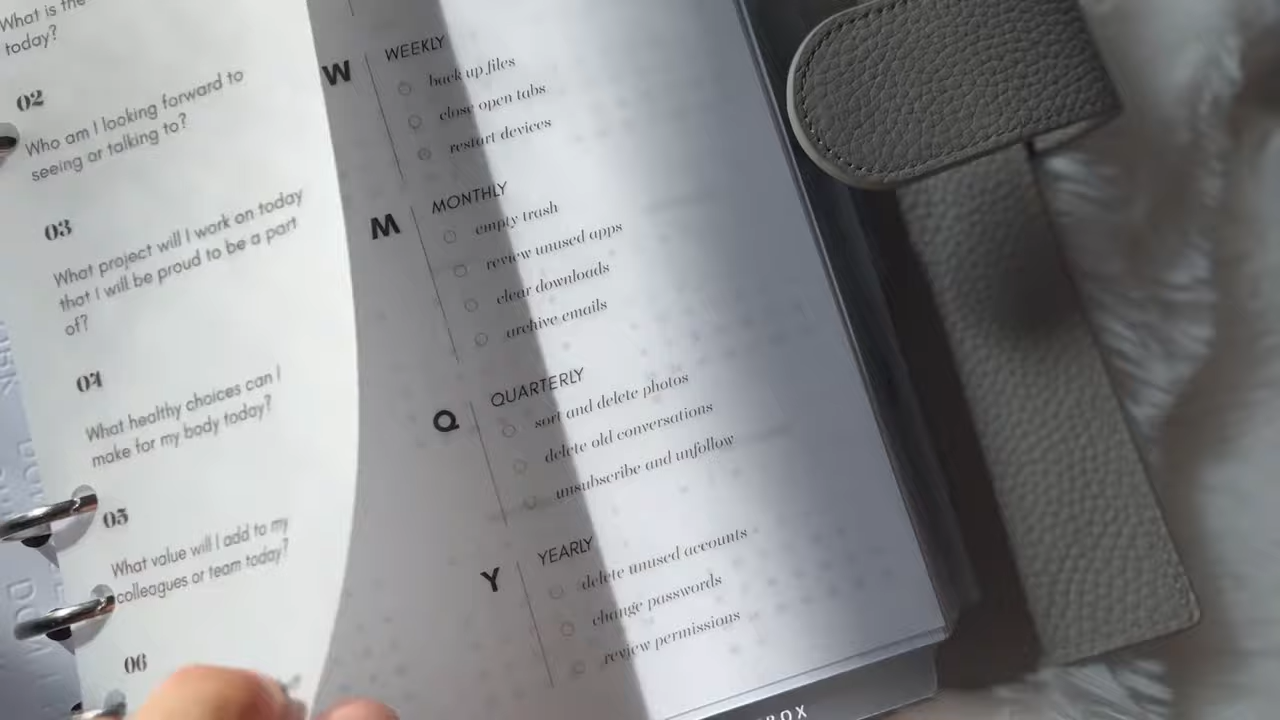 What is the
today?
02
Who am I looking forward to
seeing or talking to?
03
What project will I work on today
that I will be proud to be a part
of?
04
What healthy choices can I
make for my body today?
05
What value will I add to my
colleagues or team today?
06
W
WEEKLY
back up files
close open tabs
restart devices
M
MONTHLY
empty trash
review unused apps
clear downloads
archive emails
Q
QUARTERLY
sort and delete photos
delete old conversations
unsubscribe and unfollow
Y
YEARLY
delete unused accounts
change passwords
review permissions